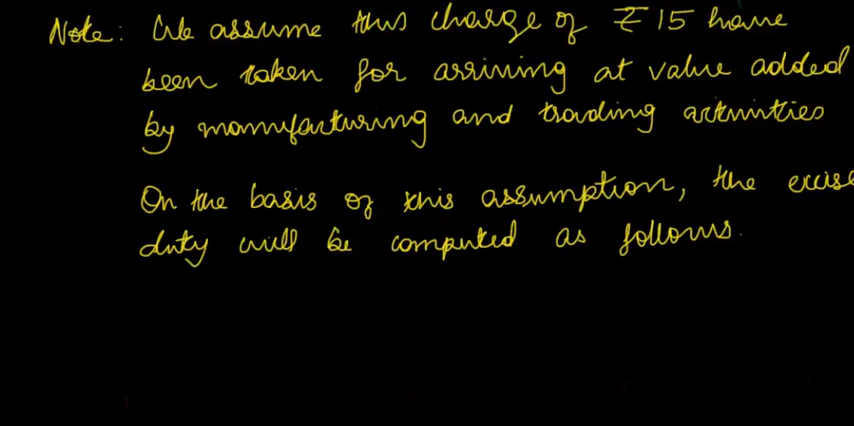 Note: We assume thus charge of ₹15 have
been taken for arriving at value added
by manufacturing and trading activities
On the basis of this assumption, the excise
duty will be computed as follows.